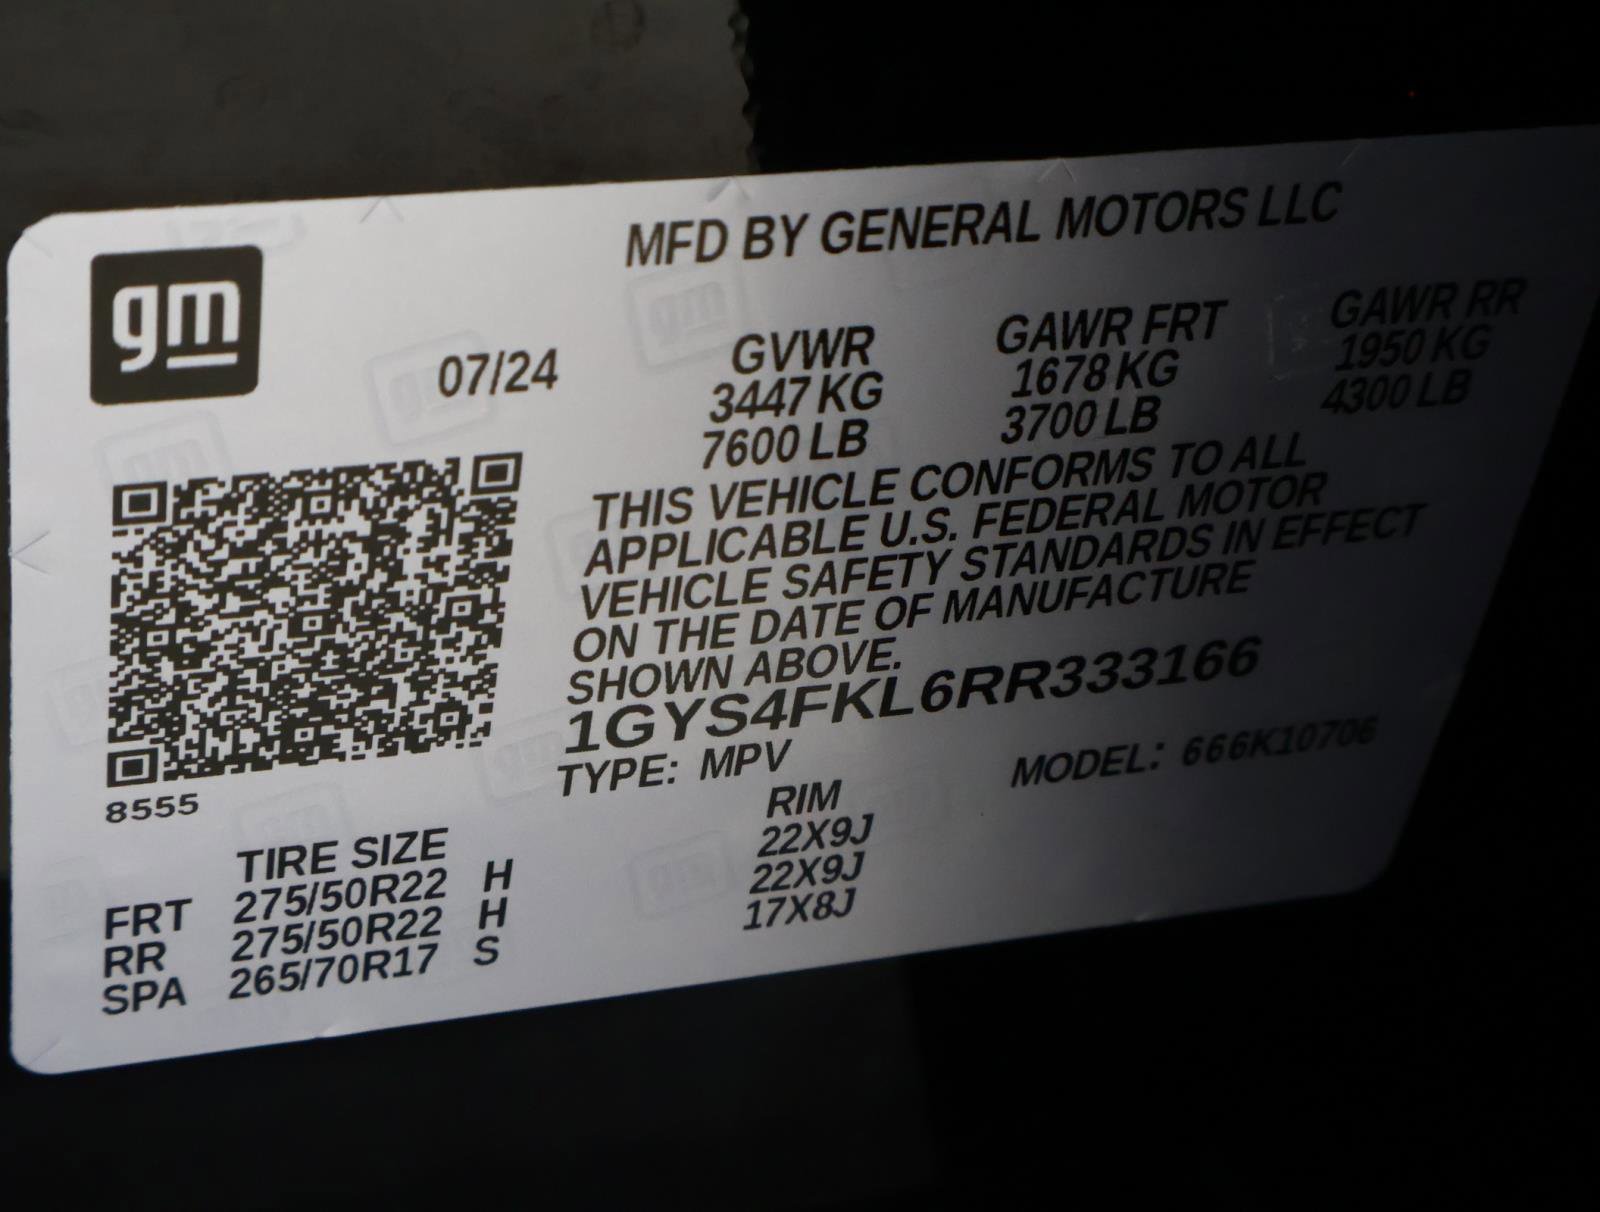 MFD BY GENERAL MOTORS LLC
gm
07/24
GVWR GAWR FRT GAWR RR
3447 KG 1678 KG 1950 KG
7600 LB 3700 LB 4300 LB
THIS VEHICLE CONFORMS TO ALL
APPLICABLE U.S. FEDERAL MOTOR
VEHICLE SAFETY STANDARDS IN EFFECT
ON THE DATE OF MANUFACTURE
SHOWN ABOVE.
1GYS4FKL6RR333166
TYPE: MPV MODEL: 666K10706
8555
TIRE SIZE RIM
FRT 275/50R22 H 22X9J
RR 275/50R22 H 22X9J
SPA 265/70R17 S 17X8J